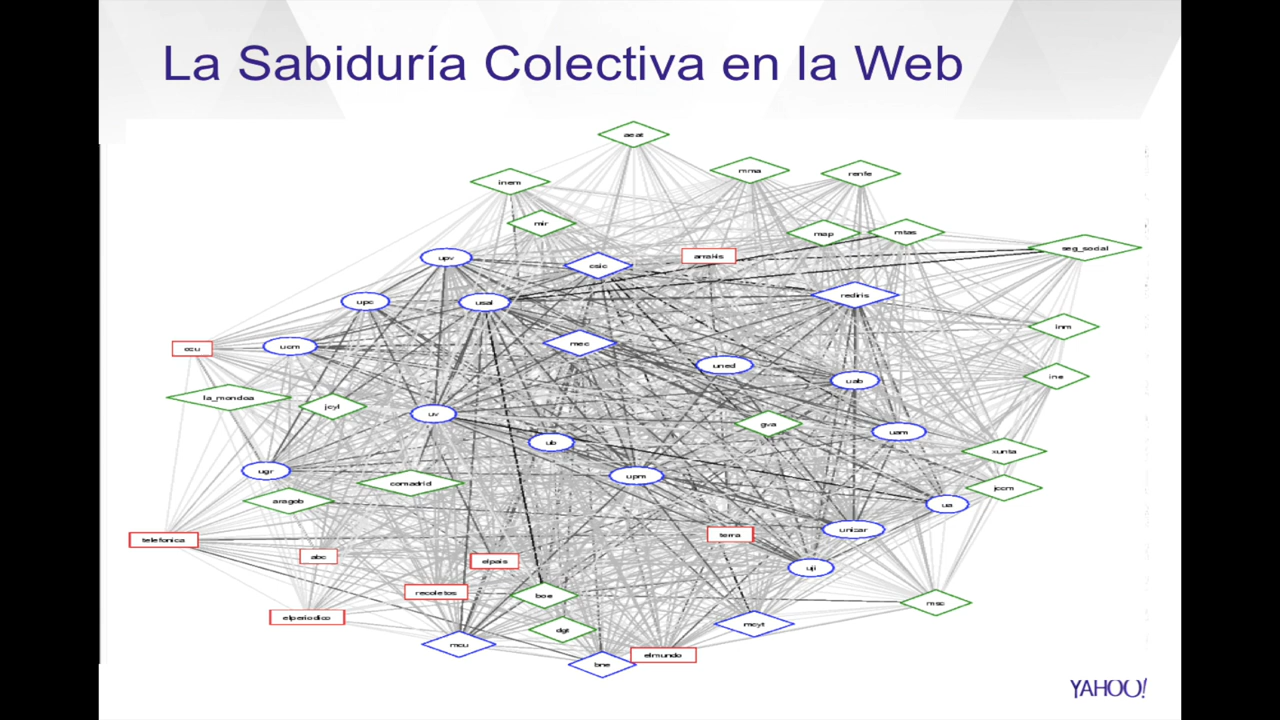 La Sabiduría Colectiva en la Web
aeat
mma
renfe
inem
mir
map
mtas
seg_social
arrakis
upv
csic
rediris
upc
usal
inm
mec
ucm
ocu
uned
ine
uab
la_moncloa
jcyl
uv
gva
uam
ub
xunta
ugr
upm
comadrid
jccm
aragob
ua
unizar
terra
telefonica
abc
elpais
uji
recoletos
boe
msc
elperiodico
mcyt
dgt
mcu
elmundo
bne
YAHOO!